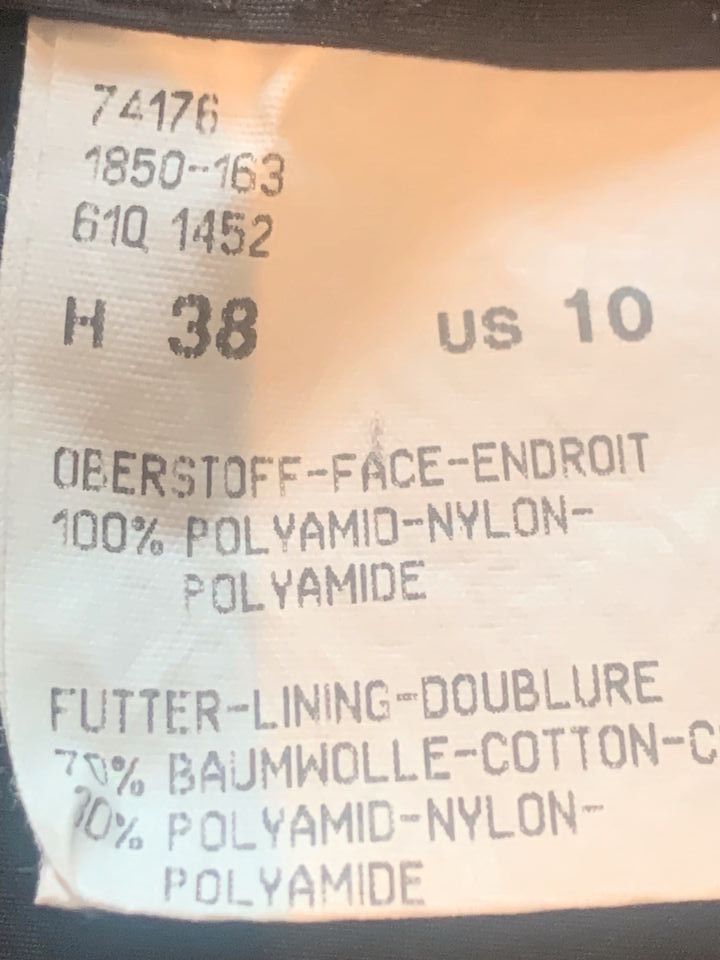 74176
1850-163
61Q 1452
H 38 US 10
OBERSTOFF-FACE-ENDROIT
100% POLYAMID-NYLON-
POLYAMIDE
FUTTER-LINING-DOUBLURE
BAUMWOLLE-COTTON-
POLYAMID-NYLON-
POLYAMIDE